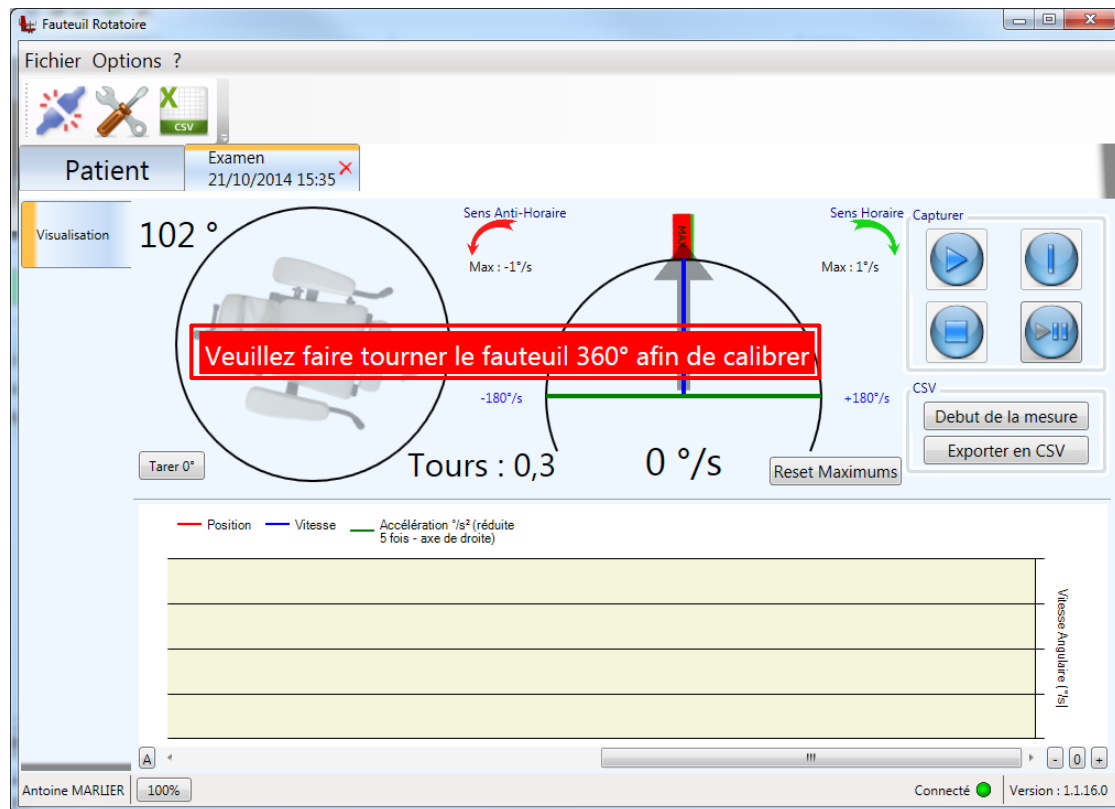 Fauteuil Rotatoire
Fichier Options ?
X
CSV
Patient
Examen
21/10/2014 15:35
Visualisation
102 °
Sens Anti-Horaire
Max : -1°/s
MAX
Sens Horaire
Max : 1°/s
Capturer
Veuillez faire tourner le fauteuil 360° afin de calibrer
-180°/s
+180°/s
CSV
Debut de la mesure
Exporter en CSV
Tarer 0°
Tours : 0,3
0 °/s
Reset Maximums
Position
Vitesse
Accélération °/s² (réduite
5 fois - axe de droite)
Vitesse Angulaire (°/s)
A
- 0 +
Antoine MARLIER
100%
Connecté
Version : 1.1.16.0